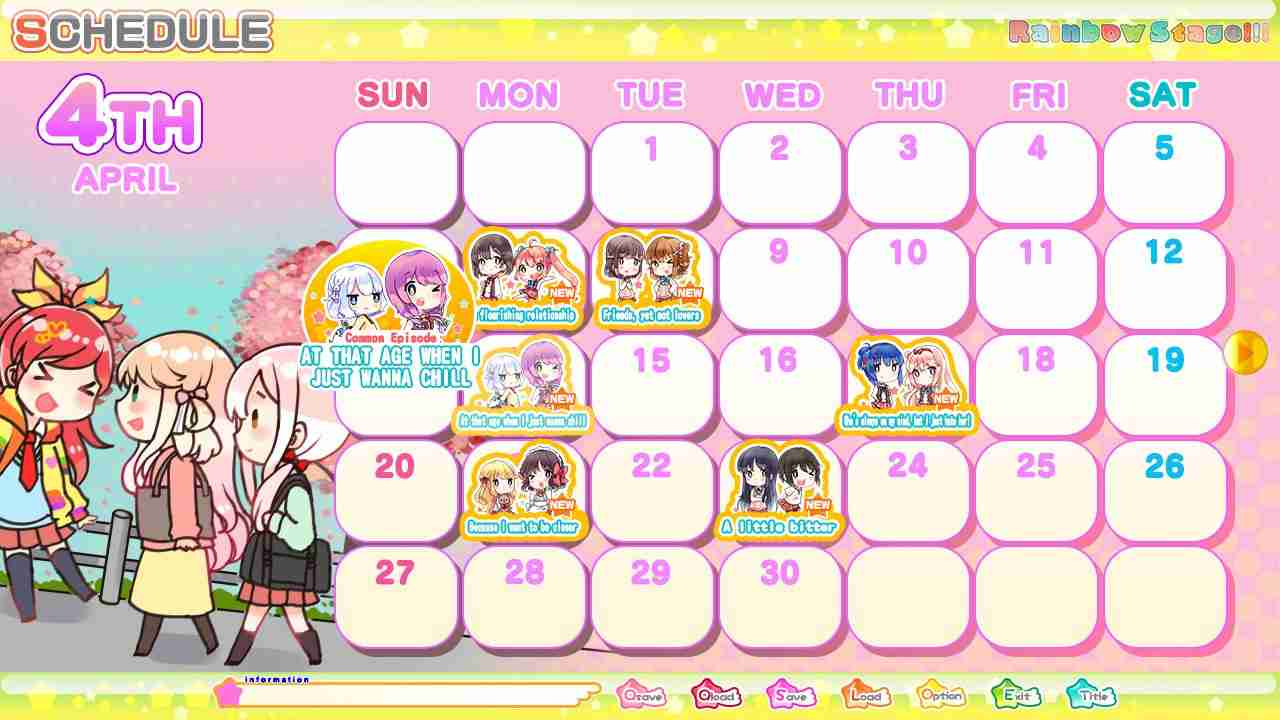 SCHEDULE
Rainbow Stage!!!
4TH
APRIL
SUN MON TUE WED THU FRI SAT
1 2 3 4 5
NEW
flourishing relationship
NEW
Friends, yet not lovers
9 10 11 12
Common Episode
AT THAT AGE WHEN I
JUST WANNA CHILL
NEW
At that age when I just wanna chill
15 16
NEW
18 19
20
NEW
Because I want to be closer
22
NEW
A little bitter
24 25 26
27 28 29 30
information
Qsave Qload Save Load Option Exit Title